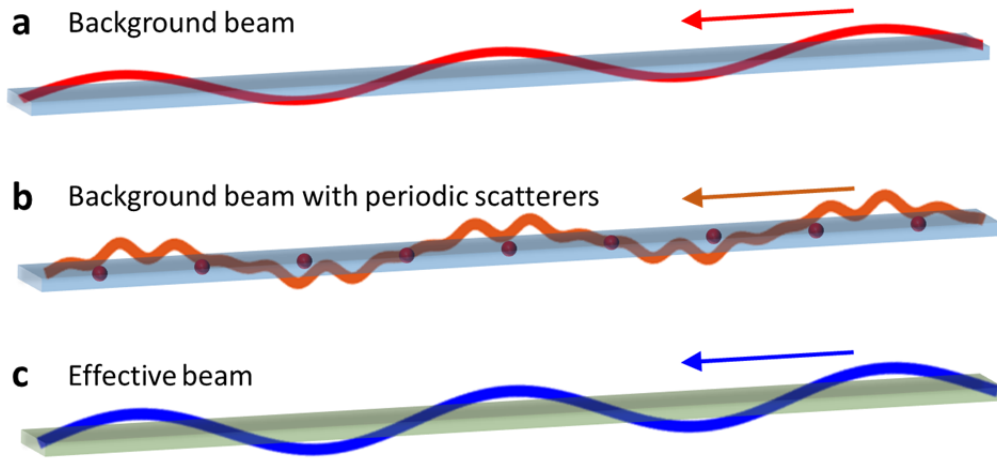 a Background beam
b Background beam with periodic scatterers
c Effective beam